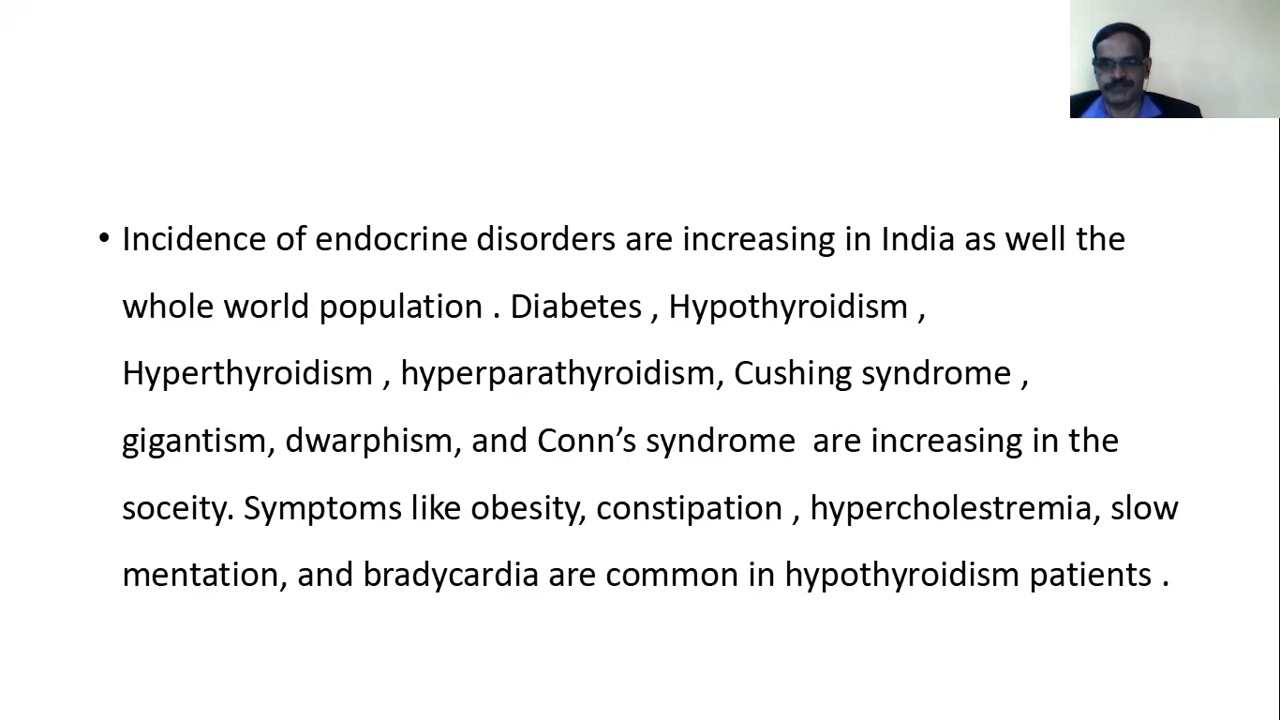 • Incidence of endocrine disorders are increasing in India as well the
whole world population . Diabetes , Hypothyroidism ,
Hyperthyroidism , hyperparathyroidism, Cushing syndrome ,
gigantism, dwarphism, and Conn’s syndrome  are increasing in the
soceity. Symptoms like obesity, constipation , hypercholestremia, slow
mentation, and bradycardia are common in hypothyroidism patients .